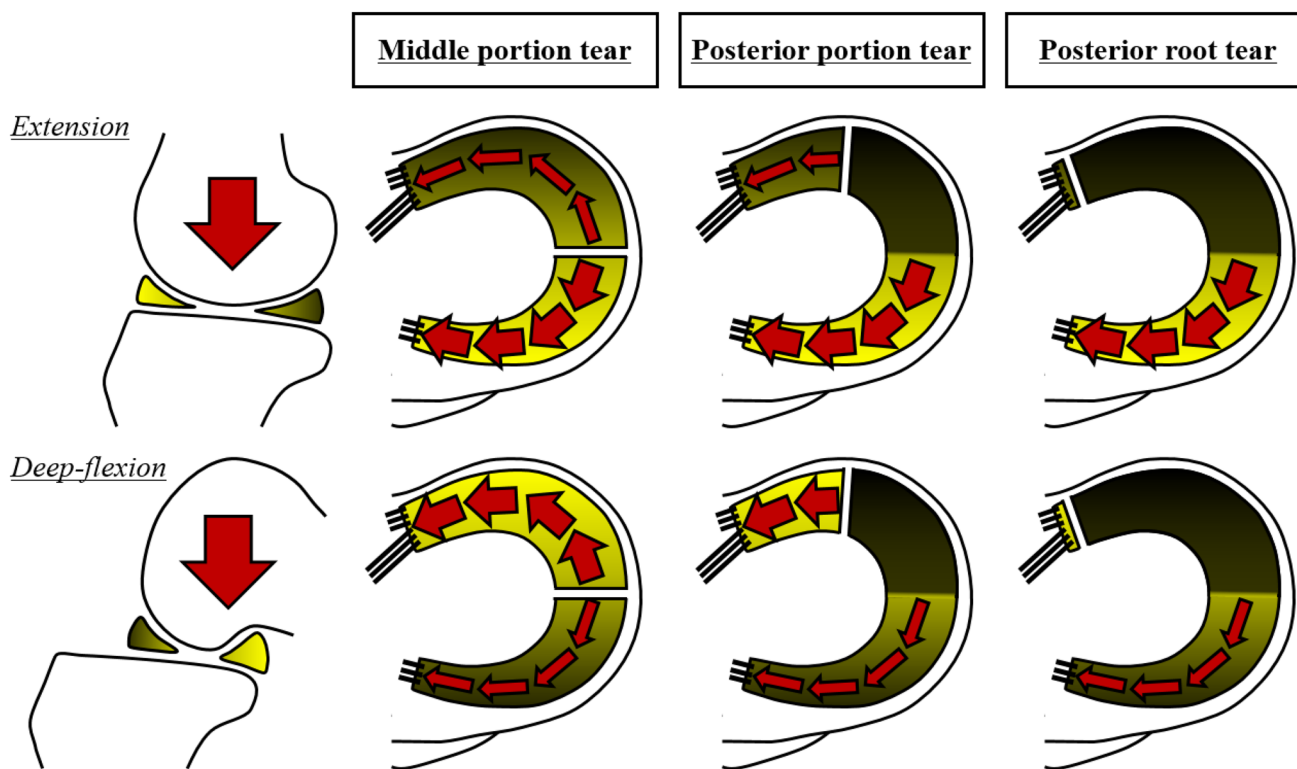 Middle portion tear
Posterior portion tear
Posterior root tear
Extension
Deep-flexion